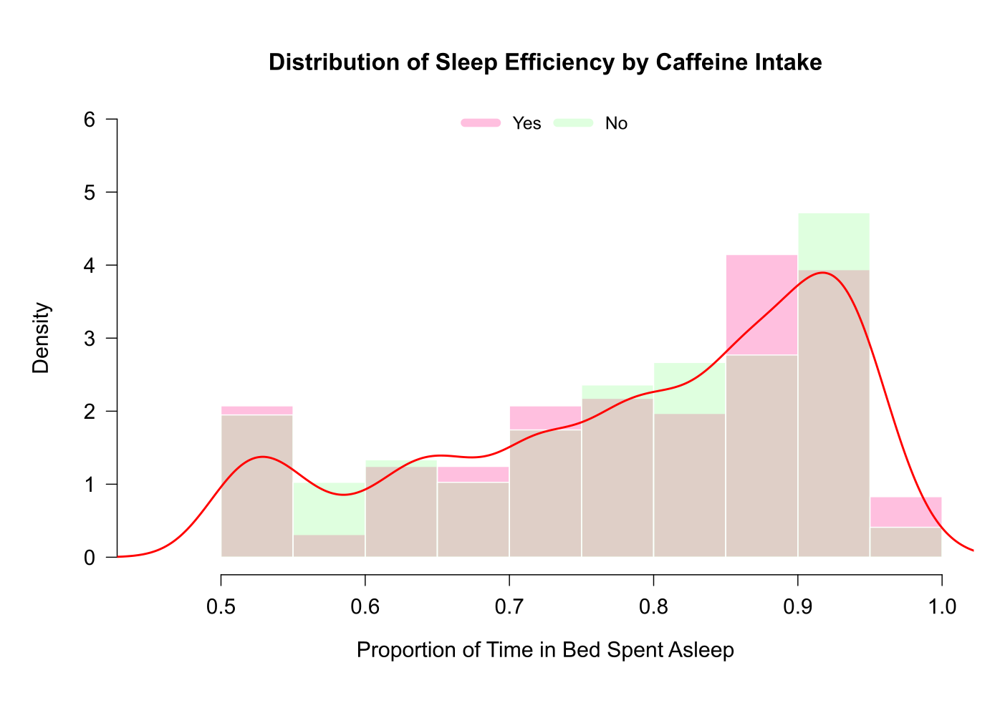 Distribution of Sleep Efficiency by Caffeine Intake
Yes No
6
5
4
3
2
1
0
Density
0.5 0.6 0.7 0.8 0.9 1.0
Proportion of Time in Bed Spent Asleep